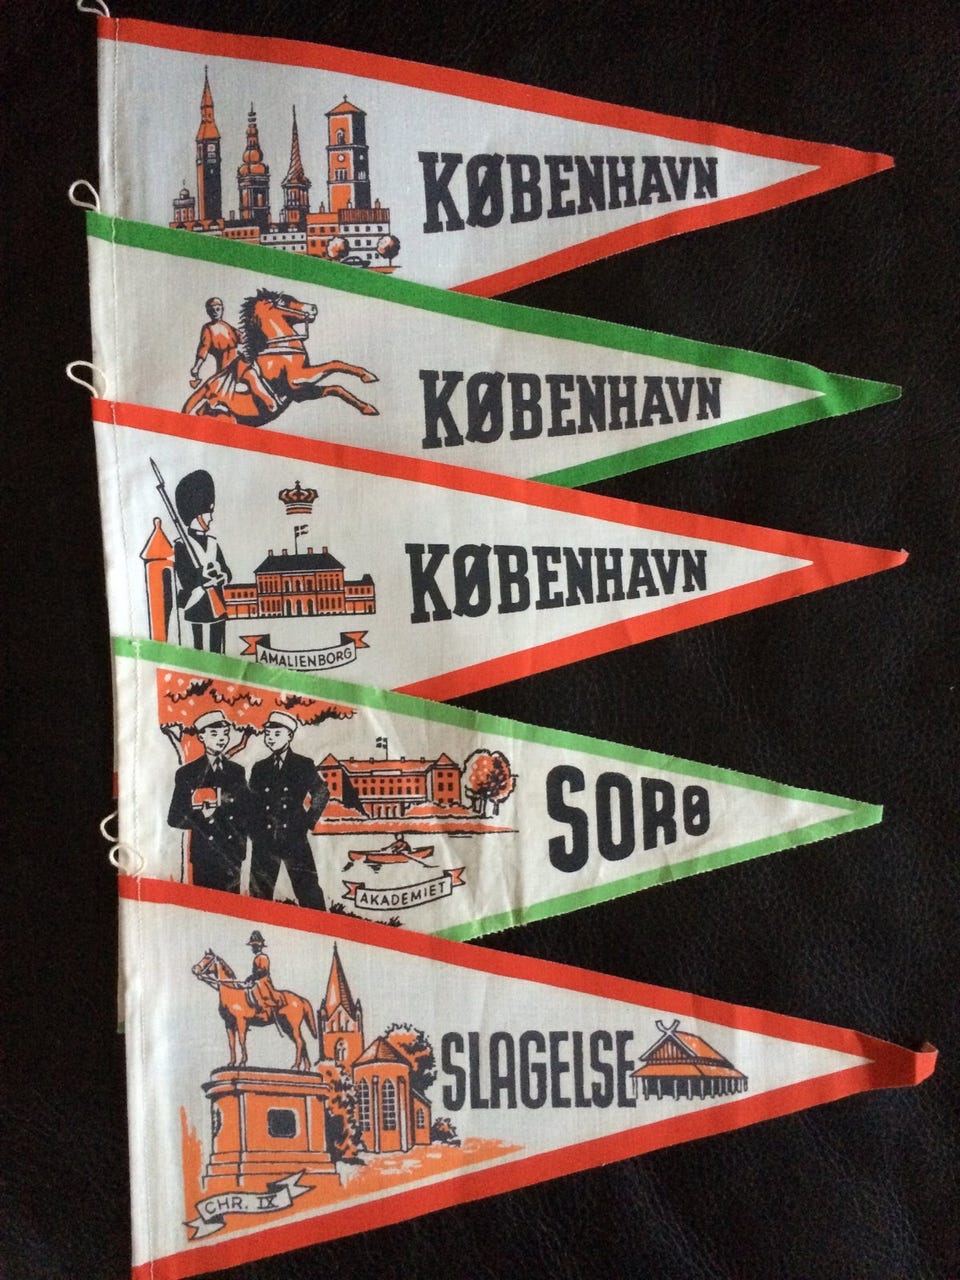 KØBENHAVN
KØBENHAVN
KØBENHAVN
AMALIENBORG
SORØ
AKADEMIET
SLAGELSE
CHR. IX